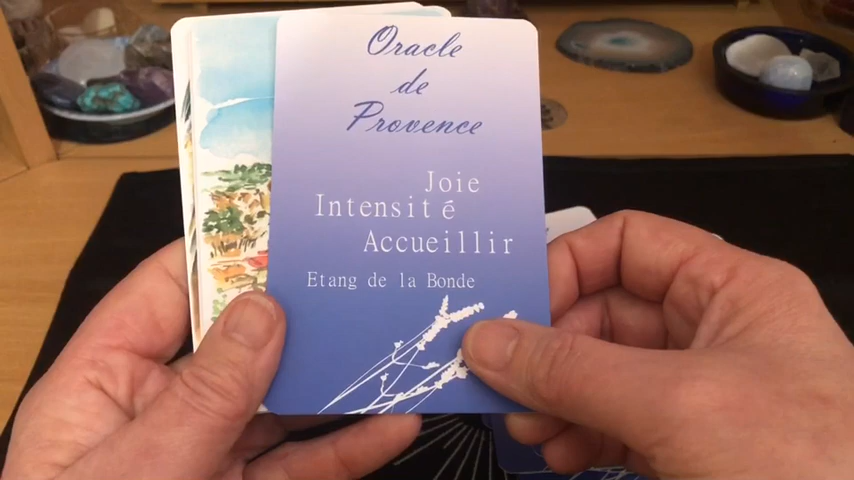 Oracle
de
Provence
Joie
Intensité
Accueillir
Etang de la Bonde